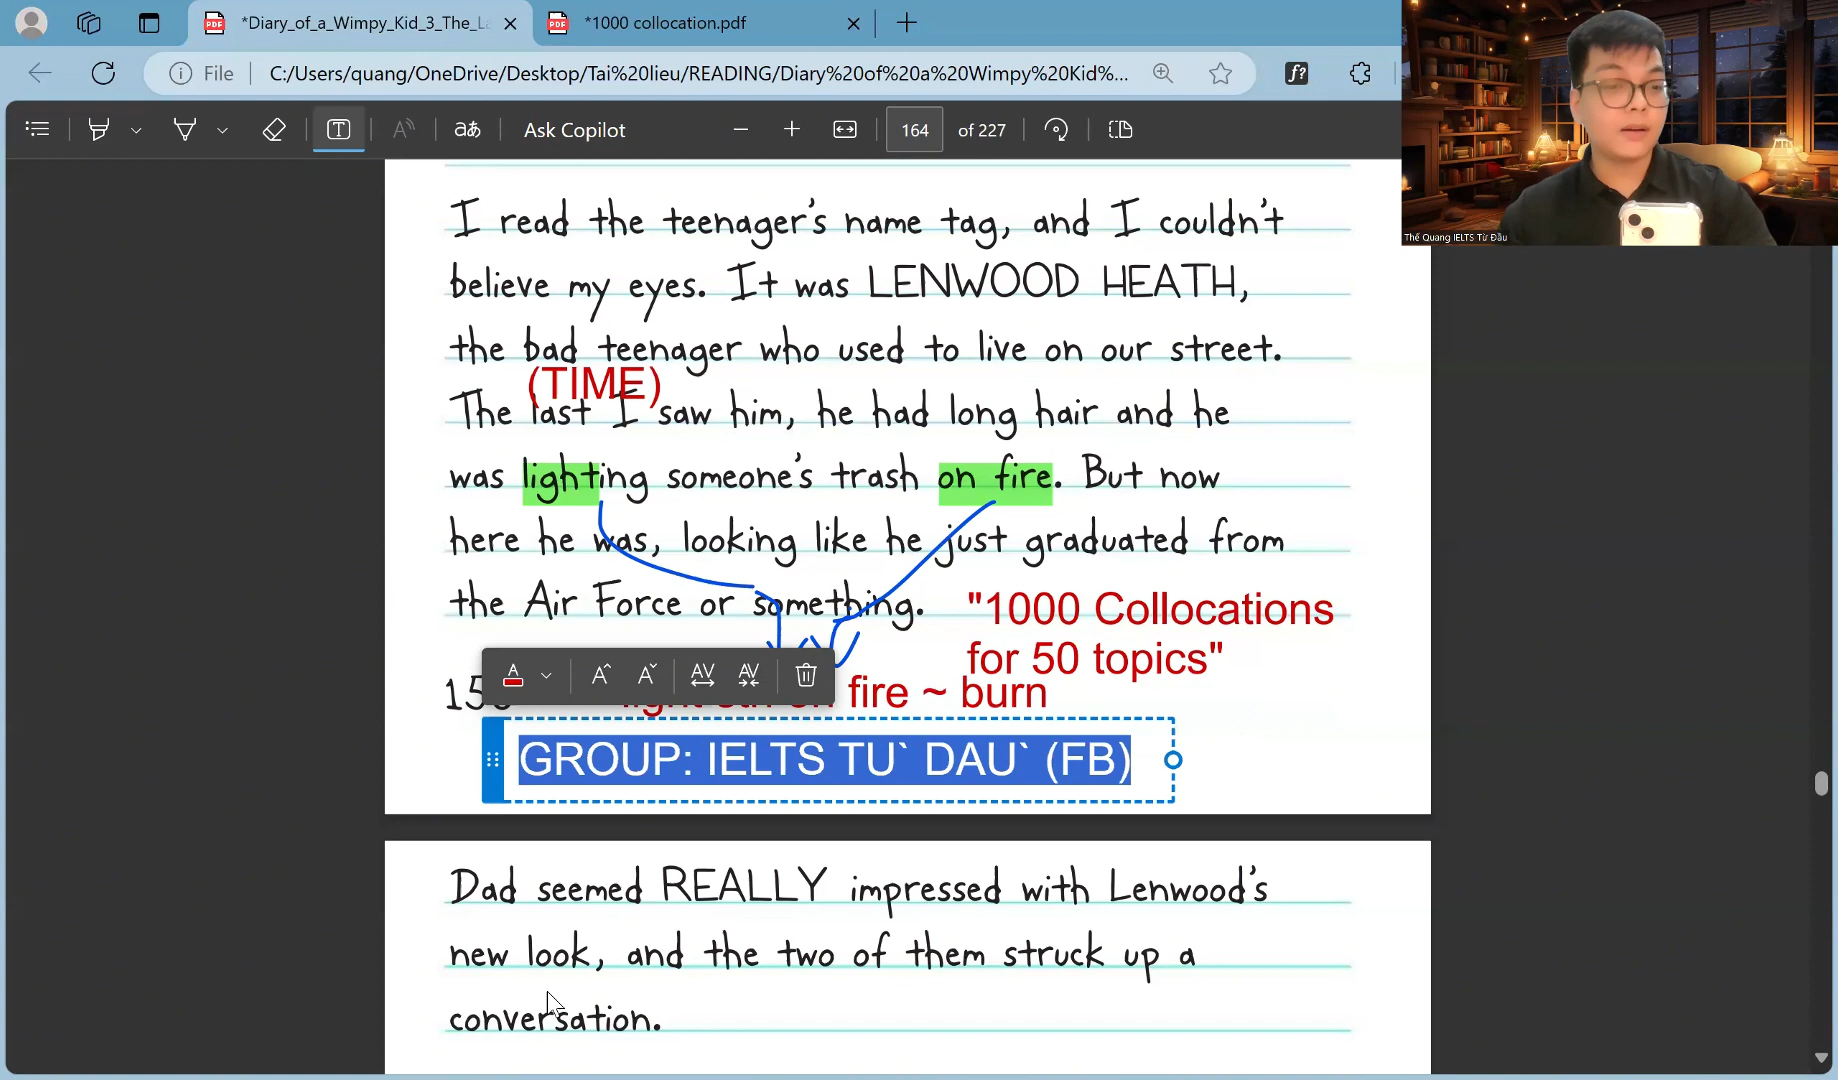 *Diary_of_a_Wimpy_Kid_3_The_La
*1000 collocation.pdf
File
C:/Users/quang/OneDrive/Desktop/Tai%20lieu/READING/Diary%20of%20a%20Wimpy%20Kid%...
Ask Copilot
164 of 227
Thế Quang IELTS Từ Đầu
I read the teenager's name tag, and I couldn't
believe my eyes. It was LENWOOD HEATH,
the bad teenager who used to live on our street.
(TIME)
The last I saw him, he had long hair and he
was lighting someone's trash on fire. But now
here he was, looking like he just graduated from
the Air Force or something.
"1000 Collocations
for 50 topics"
fire ~ burn
GROUP: IELTS TU` DAU` (FB)
Dad seemed REALLY impressed with Lenwood's
new look, and the two of them struck up a
conversation.